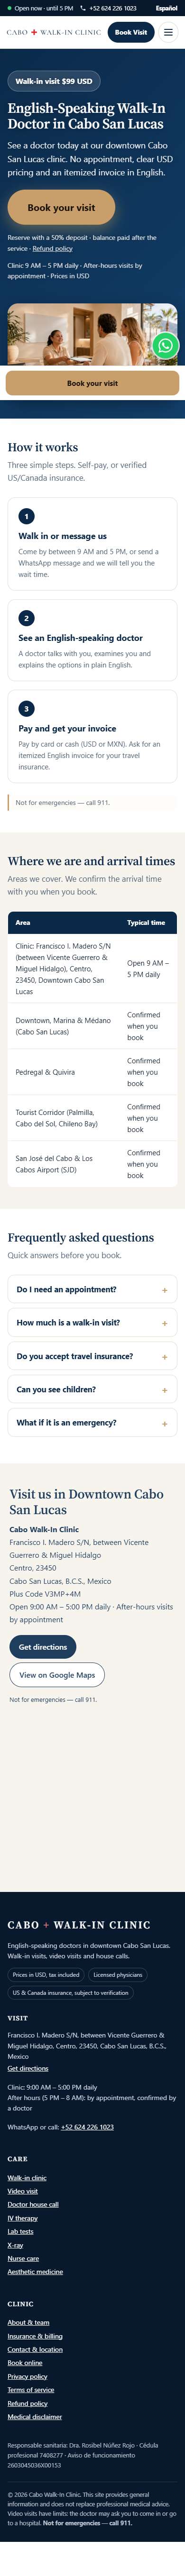 Open now · until 5 PM +52 624 226 1023 Español
CABO + WALK-IN CLINIC Book Visit
Walk-in visit $99 USD
English-Speaking Walk-In
Doctor in Cabo San Lucas
See a doctor today at our downtown Cabo
San Lucas clinic. No appointment, clear USD
pricing and an itemized invoice in English.
Book your visit
Reserve with a 50% deposit · balance paid after the
service · Refund policy
Clinic 9 AM – 5 PM daily · After-hours visits by
appointment · Prices in USD
Book your visit
How it works
Three simple steps. Self-pay, or verified
US/Canada insurance.
1
Walk in or message us
Come by between 9 AM and 5 PM, or send a
WhatsApp message and we will tell you the
wait time.
2
See an English-speaking doctor
A doctor talks with you, examines you and
explains the options in plain English.
3
Pay and get your invoice
Pay by card or cash (USD or MXN). Ask for an
itemized English invoice for your travel
insurance.
Not for emergencies — call 911.
Where we are and arrival times
Areas we cover. We confirm the arrival time
with you when you book.
Area Typical time
Clinic: Francisco I. Madero S/N
(between Vicente Guerrero &
Miguel Hidalgo), Centro,
23450, Downtown Cabo San
Lucas
Open 9 AM –
5 PM daily
Downtown, Marina & Médano
(Cabo San Lucas)
Confirmed
when you
book
Pedregal & Quivira
Confirmed
when you
book
Tourist Corridor (Palmilla,
Cabo del Sol, Chileno Bay)
Confirmed
when you
book
San José del Cabo & Los
Cabos Airport (SJD)
Confirmed
when you
book
Frequently asked questions
Quick answers before you book.
Do I need an appointment? +
How much is a walk-in visit? +
Do you accept travel insurance? +
Can you see children? +
What if it is an emergency? +
Visit us in Downtown Cabo
San Lucas
Cabo Walk-In Clinic
Francisco I. Madero S/N, between Vicente
Guerrero & Miguel Hidalgo
Centro, 23450
Cabo San Lucas, B.C.S., Mexico
Plus Code V3PM+4M
Open 9:00 AM – 5:00 PM daily · After-hours visits
by appointment
Get directions
View on Google Maps
Not for emergencies — call 911.
CABO + WALK-IN CLINIC
English-speaking doctors in downtown Cabo San Lucas.
Walk-in visits, video visits and house calls.
Prices in USD, tax included Licensed physicians
US & Canada insurance, subject to verification
VISIT
Francisco I. Madero S/N, between Vicente Guerrero &
Miguel Hidalgo, Centro, 23450, Cabo San Lucas, B.C.S.,
Mexico
Get directions
Clinic: 9:00 AM – 5:00 PM daily
After hours (5 PM – 8 AM): by appointment, confirmed by
a doctor
WhatsApp or call: +52 624 226 1023
CARE
Walk-in clinic
Video visit
Doctor house call
IV therapy
Lab tests
X-ray
Nurse care
Aesthetic medicine
CLINIC
About & team
Insurance & billing
Contact & location
Book online
Privacy policy
Terms of service
Refund policy
Medical disclaimer
Responsable sanitaria: Dra. Rosibel Núñez Rojo · Cédula
profesional 7408277 · Aviso de funcionamiento
2603045036X00153
© 2026 Cabo Walk-In Clinic. This site provides general
information and does not replace professional medical advice.
Video visits have limits: the doctor may ask you to come in or go
to a hospital. Not for emergencies — call 911.